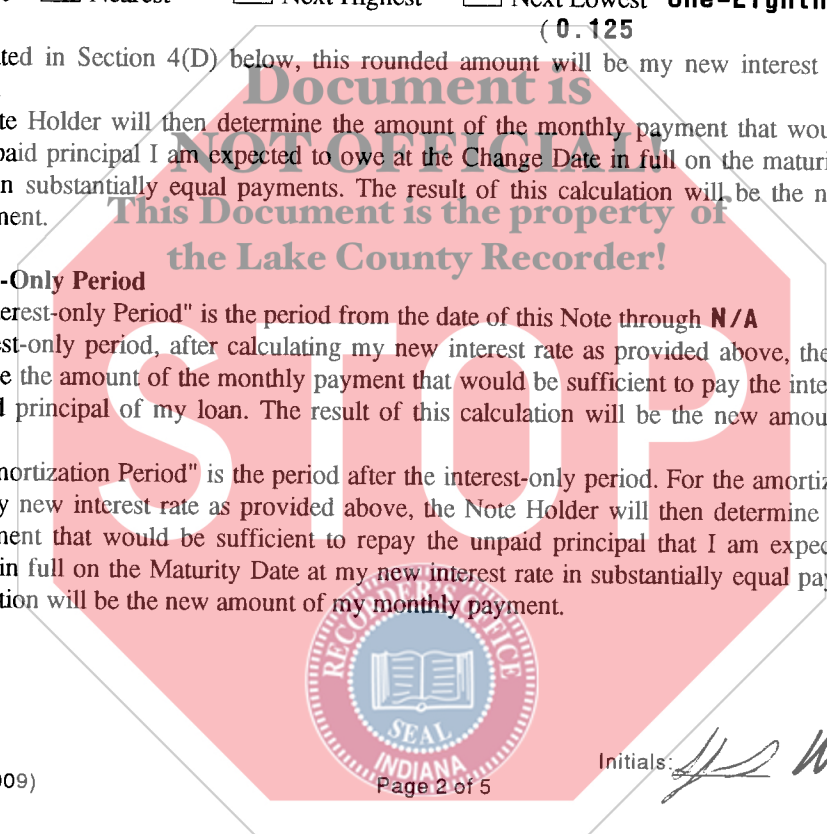 Nearest Next Highest Next Lowest One-Eighth
(0.125
ted in Section 4(D) below, this rounded amount will be my new interest
Document is
te Holder will then determine the amount of the monthly payment that wou
NOT OFFICIAL!
paid principal I am expected to owe at the Change Date in full on the maturi
n substantially equal payments. The result of this calculation will be the n
This Document is the property of
ment.
the Lake County Recorder!
-Only Period
erest-only Period" is the period from the date of this Note through N/A
est-only period, after calculating my new interest rate as provided above, the
e the amount of the monthly payment that would be sufficient to pay the inte
d principal of my loan. The result of this calculation will be the new amou
STOP
mortization Period" is the period after the interest-only period. For the amortiz
y new interest rate as provided above, the Note Holder will then determine
ment that would be sufficient to repay the unpaid principal that I am expec
in full on the Maturity Date at my new interest rate in substantially equal pay
tion will be the new amount of my monthly payment.
RECORDER'S OFFICE
SEAL
INDIANA
Initials:
009)
Page 2 of 5